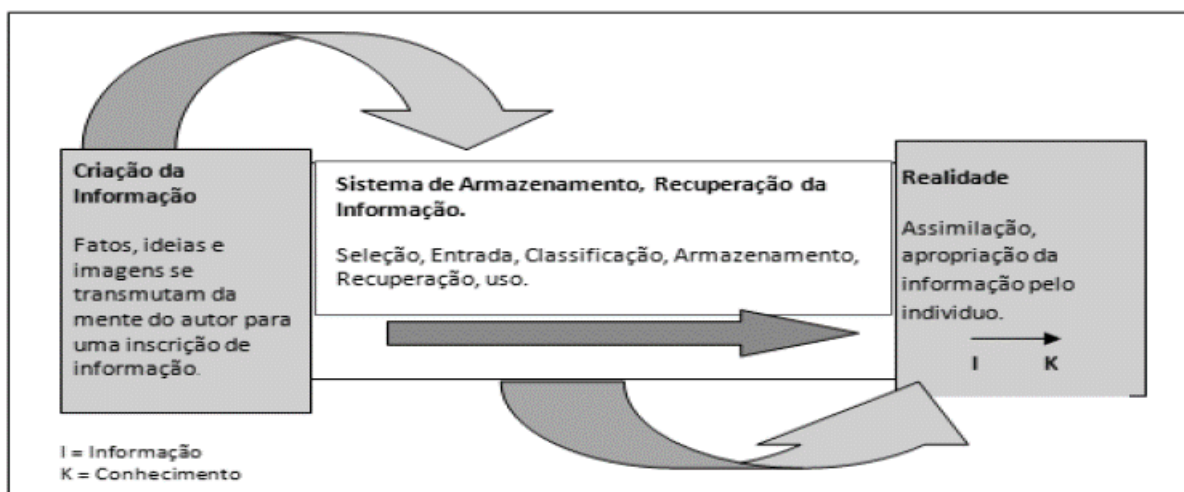 Criação da
Informação
Fatos, ideias e
imagens se
transmutam da
mente do autor para
uma inscrição de
informação.
Sistema de Armazenamento, Recuperação da
Informação.
Seleção, Entrada, Classificação, Armazenamento,
Recuperação, uso.
Realidade
Assimilação,
apropriação da
informação pelo
individuo.
I K
I = Informação
K = Conhecimento